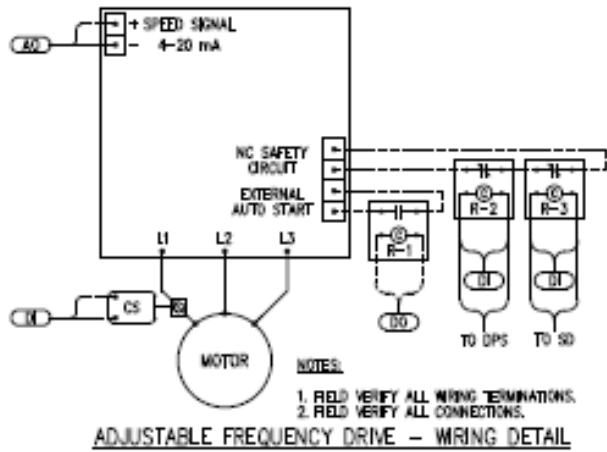 + SPEED SIGNAL
AO
- 4-20 mA
NC SAFETY
CIRCUIT
EXTERNAL
AUTO START
C
C
R-2
R-3
C
R-1
L1
L2
L3
DI
DI
CS
DI
DO
TO DPS
TO SD
MOTOR
NOTES:
1. FIELD VERIFY ALL WIRING TERMINATIONS.
2. FIELD VERIFY ALL CONNECTIONS.
ADJUSTABLE FREQUENCY DRIVE - WIRING DETAIL